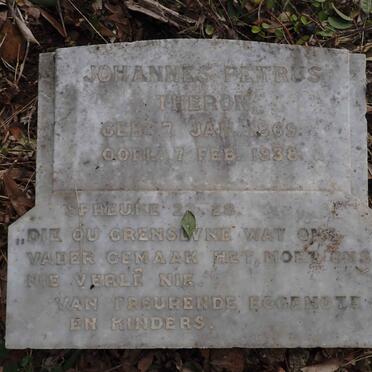 JOHANNES PETRUS
THERON
GEB. 7 JAN. 1869.
OORL. 7 FEB. 1938.
SPREUKE 22:28.
„DIE OU GRENSLYNE WAT ONS
VADER GEMAAK HET, MOET ONS
NIE VERLÊ NIE."
VAN TREURENDE EGGENOTE
EN KINDERS.